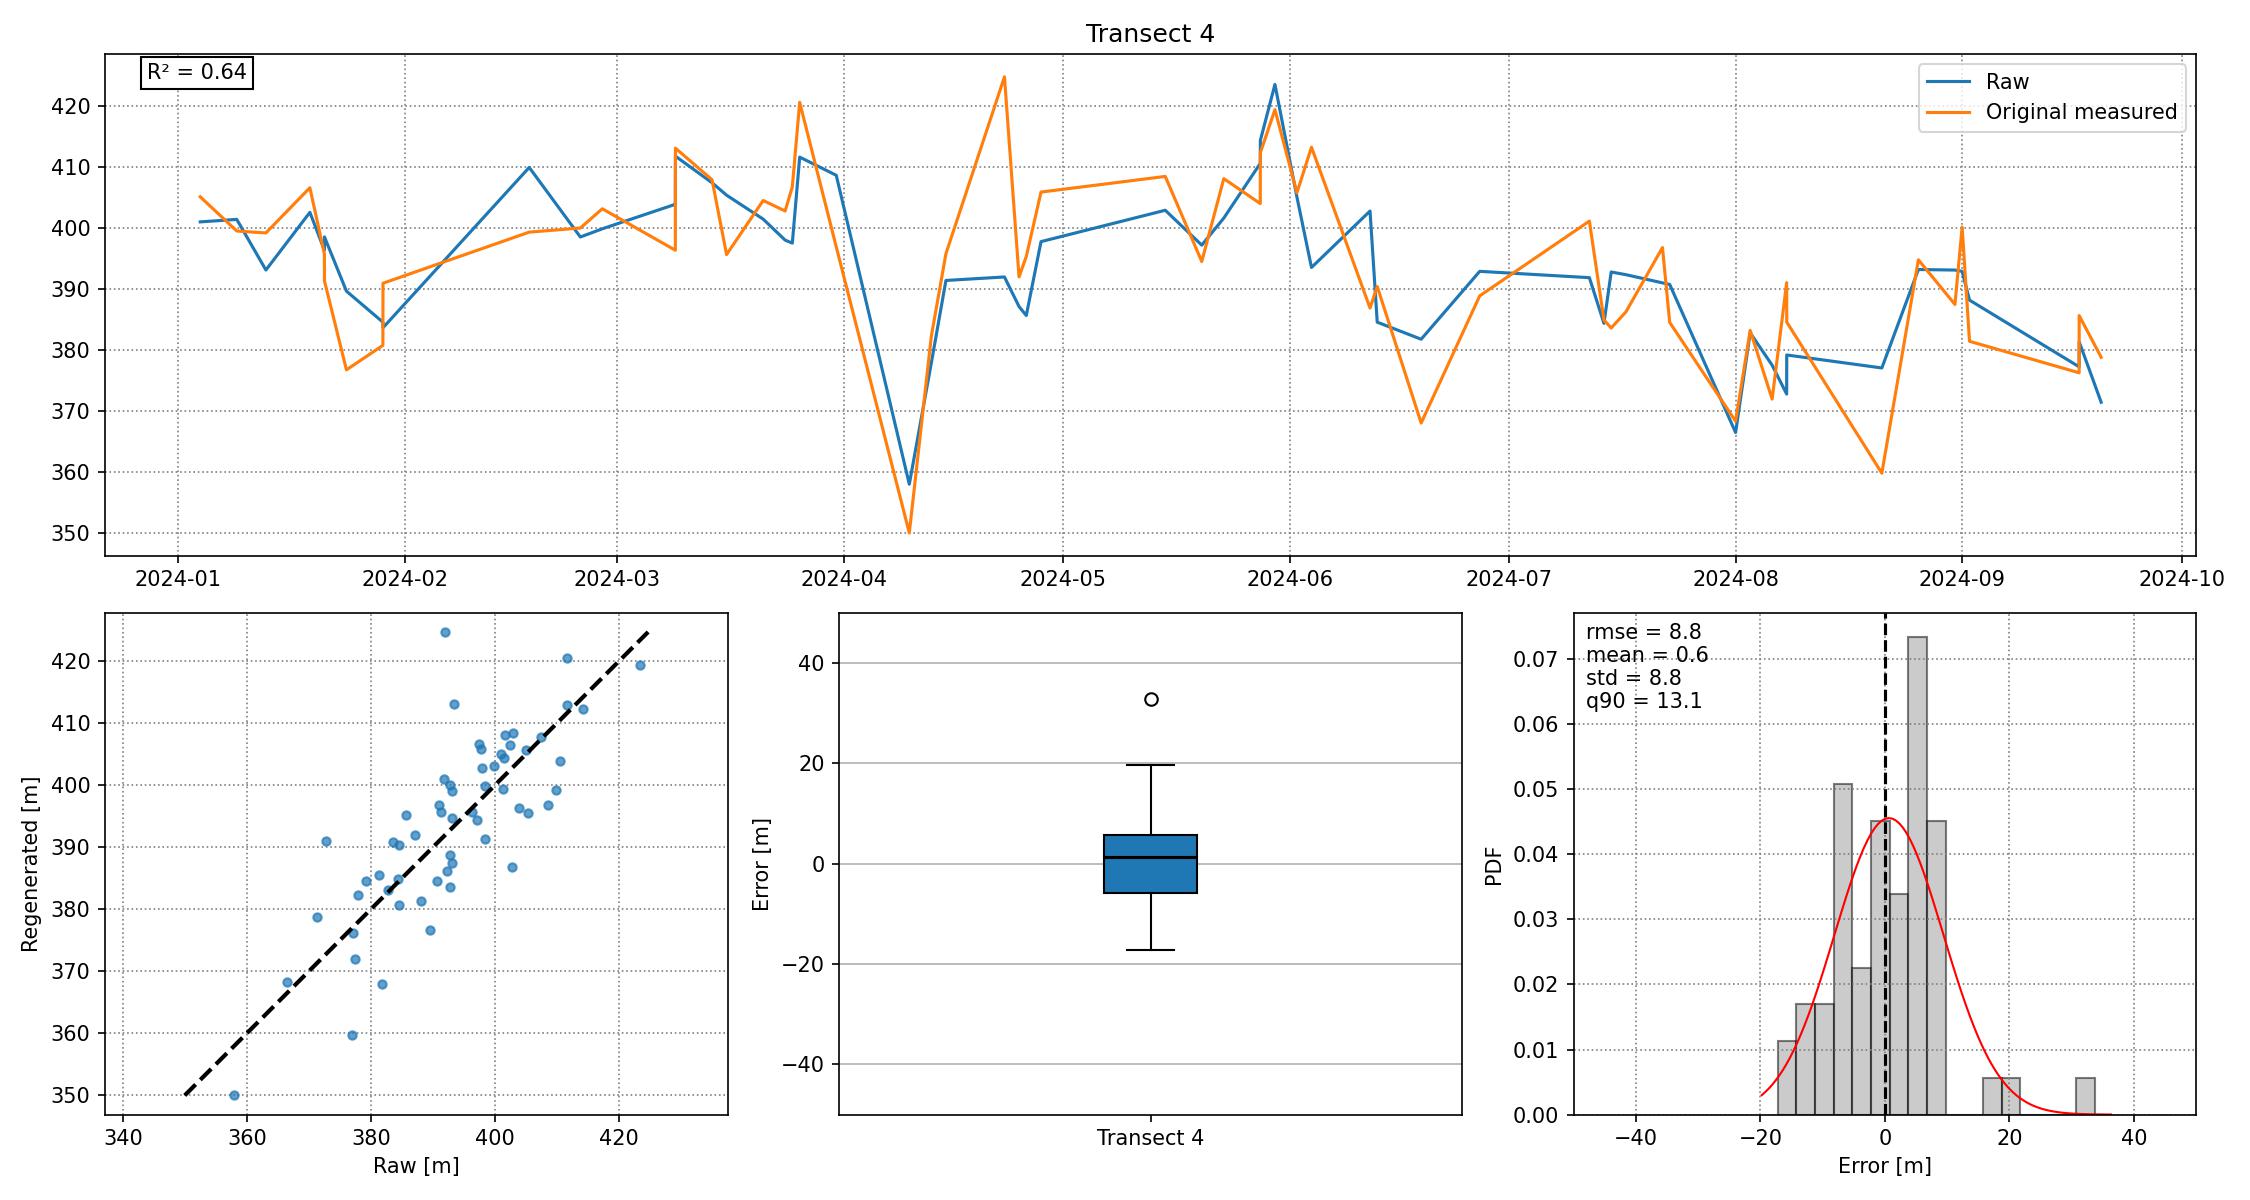 Transect 4
R² = 0.64
Raw
Original measured
420
410
400
390
380
370
360
350
2024-01 2024-02 2024-03 2024-04 2024-05 2024-06 2024-07 2024-08 2024-09 2024-10
Regenerated [m]
420
410
400
390
380
370
360
350
340 360 380 400 420
Raw [m]
Error [m]
40
20
0
−20
−40
Transect 4
PDF
rmse = 8.8
mean = 0.6
std = 8.8
q90 = 13.1
0.07
0.06
0.05
0.04
0.03
0.02
0.01
0.00
−40 −20 0 20 40
Error [m]